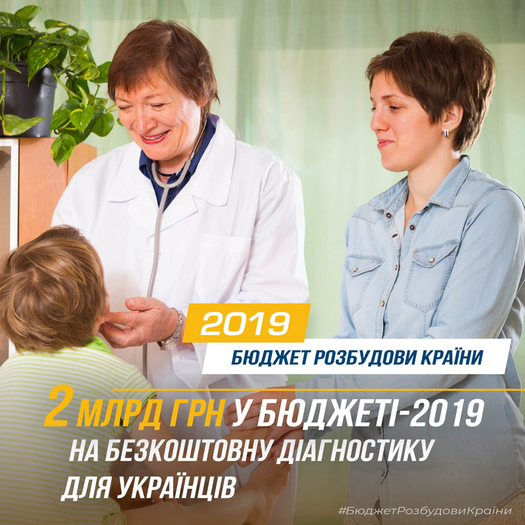 2019
БЮДЖЕТ РОЗБУДОВИ КРАЇНИ
2 МЛРД ГРН У БЮДЖЕТІ-2019
НА БЕЗКОШТОВНУ ДІАГНОСТИКУ
ДЛЯ УКРАЇНЦІВ
#БюджетРозбудовиКраїни